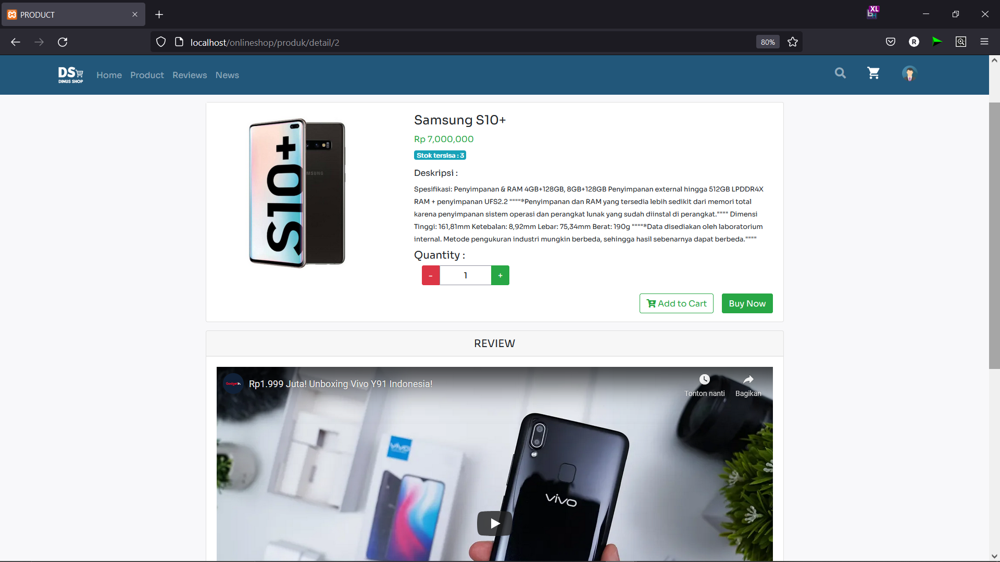 PRODUCT
XL
localhost/onlineshop/produk/detail/2
80%
R
DS
DINUS SHOP
Home Product Reviews News
S10+
SAMSUNG
Samsung S10+
Rp 7,000,000
Stok tersisa : 3
Deskripsi :
Spesifikasi: Penyimpanan & RAM 4GB+128GB, 8GB+128GB Penyimpanan external hingga 512GB LPDDR4X
RAM + penyimpanan UFS2.2 """"*Penyimpanan dan RAM yang tersedia lebih sedikit dari memori total
karena penyimpanan sistem operasi dan perangkat lunak yang sudah diinstal di perangkat."""" Dimensi
Tinggi: 161,81mm Ketebalan: 8,92mm Lebar: 75,34mm Berat: 190g """"*Data disediakan oleh laboratorium
internal. Metode pengukuran industri mungkin berbeda, sehingga hasil sebenarnya dapat berbeda.""""
Quantity :
- 1 +
Add to Cart Buy Now
REVIEW
GadgetIn
Rp1.999 Juta! Unboxing Vivo Y91 Indonesia!
Tonton nanti Bagikan
vivo
vivo